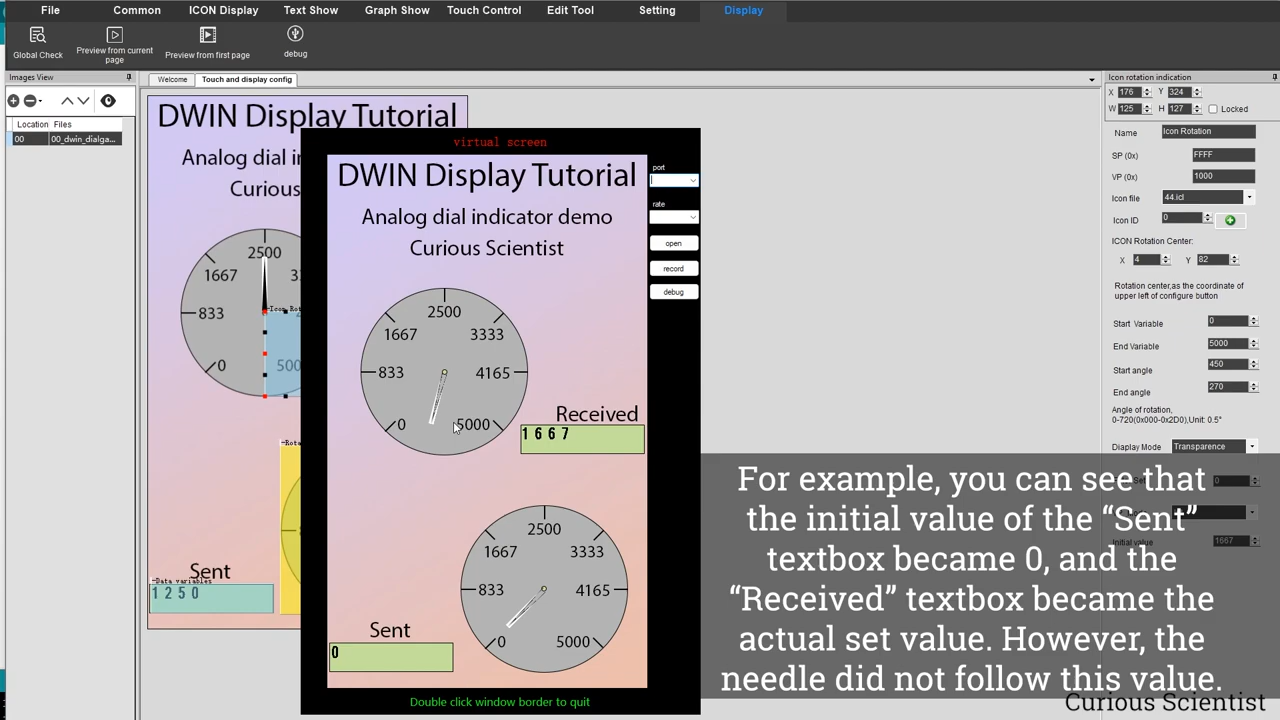 File Common ICON Display Text Show Graph Show Touch Control Edit Tool Setting Display
Global Check
Preview from current page
Preview from first page
debug
Images View
Location Files
00 00_dwin_dialga...
Welcome
Touch and display config
DWIN Display Tutorial
Analog dial i
Curious
2500
1667
833
0
500
Sent
Data variables
1250
virtual screen
DWIN Display Tutorial
Analog dial indicator demo
Curious Scientist
2500
1667 3333
833 4165
0 5000
Received
1667
2500
1667 3333
833 4165
0 5000
Sent
0
Double click window border to quit
port
rate
open
record
debug
Icon rotation indication
X 176 Y 324
W 125 H 127 Locked
Name Icon Rotation
SP (0x) FFFF
VP (0x) 1000
Icon file 44.icl
Icon ID 0
ICON Rotation Center:
X 4 Y 82
Rotation center,as the coordinate of
upper left of configure button
Start Variable 0
End Variable 5000
Start angle 450
End angle 270
Angle of rotation,
0-720(0x000-0x2D0),Unit: 0.5°
Display Mode Transparence
0
1667
For example, you can see that
the initial value of the “Sent”
textbox became 0, and the
“Received” textbox became the
actual set value. However, the
needle did not follow this value.
Curious Scientist